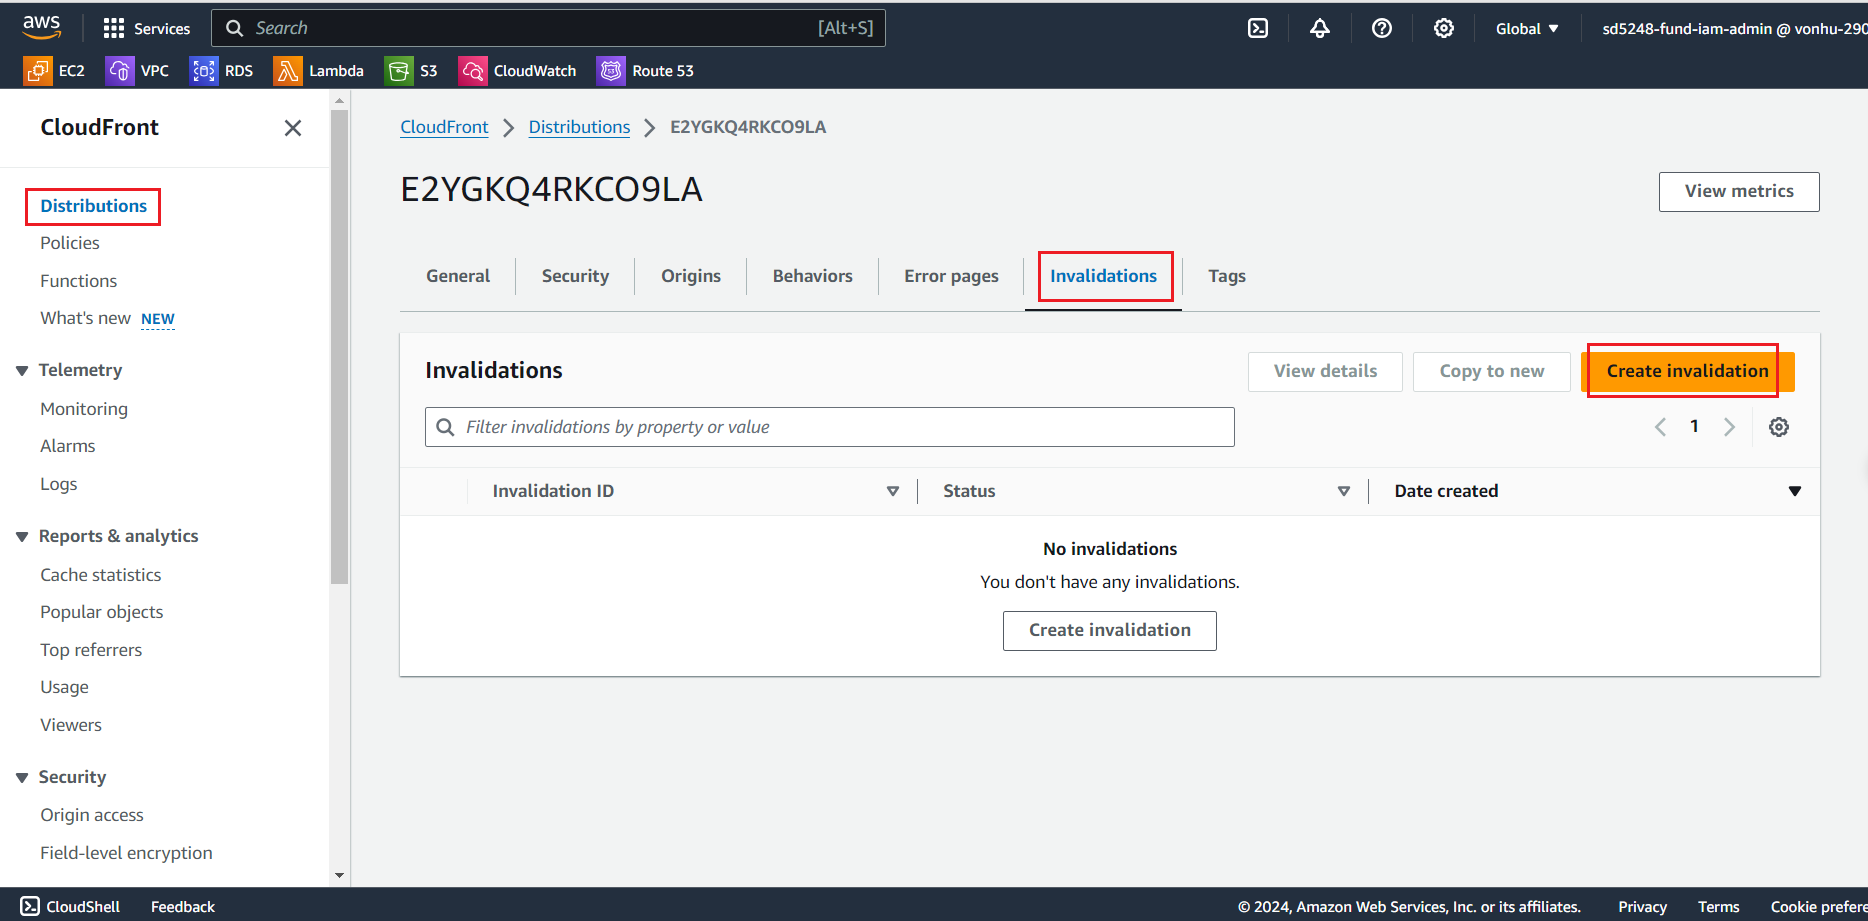 aws Services Search [Alt+S] Global sd5248-fund-iam-admin @ vonhu-290
EC2 VPC RDS Lambda S3 CloudWatch Route 53
CloudFront
Distributions
Policies
Functions
What's new NEW
Telemetry
Monitoring
Alarms
Logs
Reports & analytics
Cache statistics
Popular objects
Top referrers
Usage
Viewers
Security
Origin access
Field-level encryption
CloudFront Distributions E2YGKQ4RKCO9LA
E2YGKQ4RKCO9LA
View metrics
General Security Origins Behaviors Error pages Invalidations Tags
Invalidations View details Copy to new Create invalidation
Filter invalidations by property or value 1
Invalidation ID Status Date created
No invalidations
You don't have any invalidations.
Create invalidation
CloudShell Feedback © 2024, Amazon Web Services, Inc. or its affiliates. Privacy Terms Cookie prefere